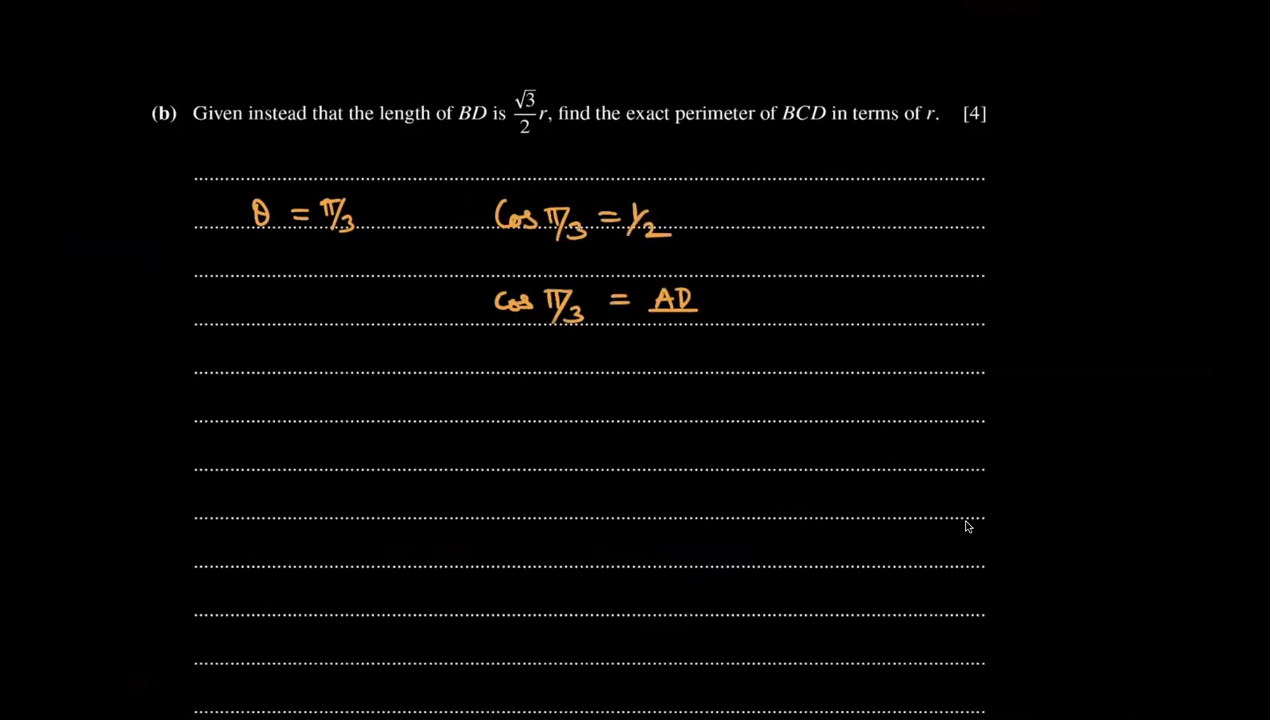 (b) Given instead that the length of BD is √3/2 r, find the exact perimeter of BCD in terms of r. [4]
θ = π/3 cos π/3 = 1/2
cos π/3 = AD